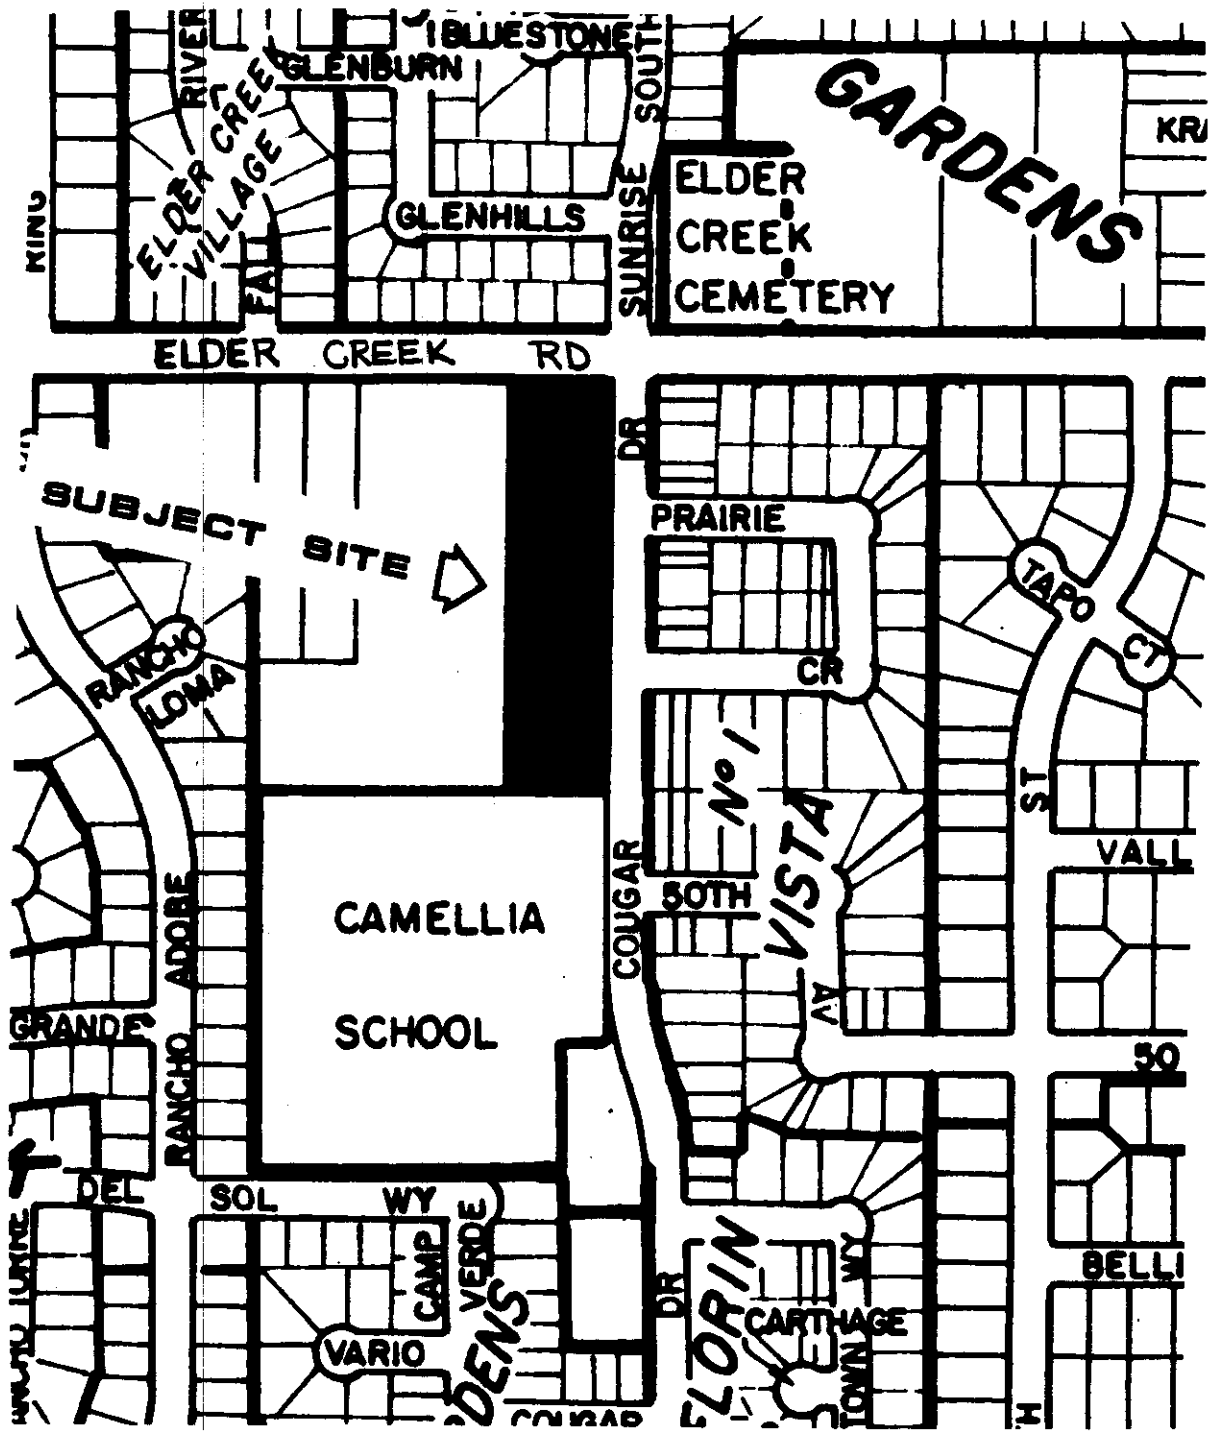 RIVER
BLUESTONE
SOUTH
GLENBURN
GARDENS
ELDER CREEK
VILLAGE
KRA
ELDER
CREEK
CEMETERY
GLENHILLS
SUNRISE
KING
FALL
ELDER CREEK RD
DR
SUBJECT SITE
PRAIRIE
TAPO
CT
RANCHO
LOMA
CR
No 1
ST
VISTA
VALL
COUGAR
50TH
CAMELLIA
ADOBE
AV
SCHOOL
GRANDE
RANCHO
50
DEL SOL WY
CAMP
VERDE
WY
BELLI
DR
FLORIN
CARTHAGE
VARIO
TOWN
DENS
COUGAR
H